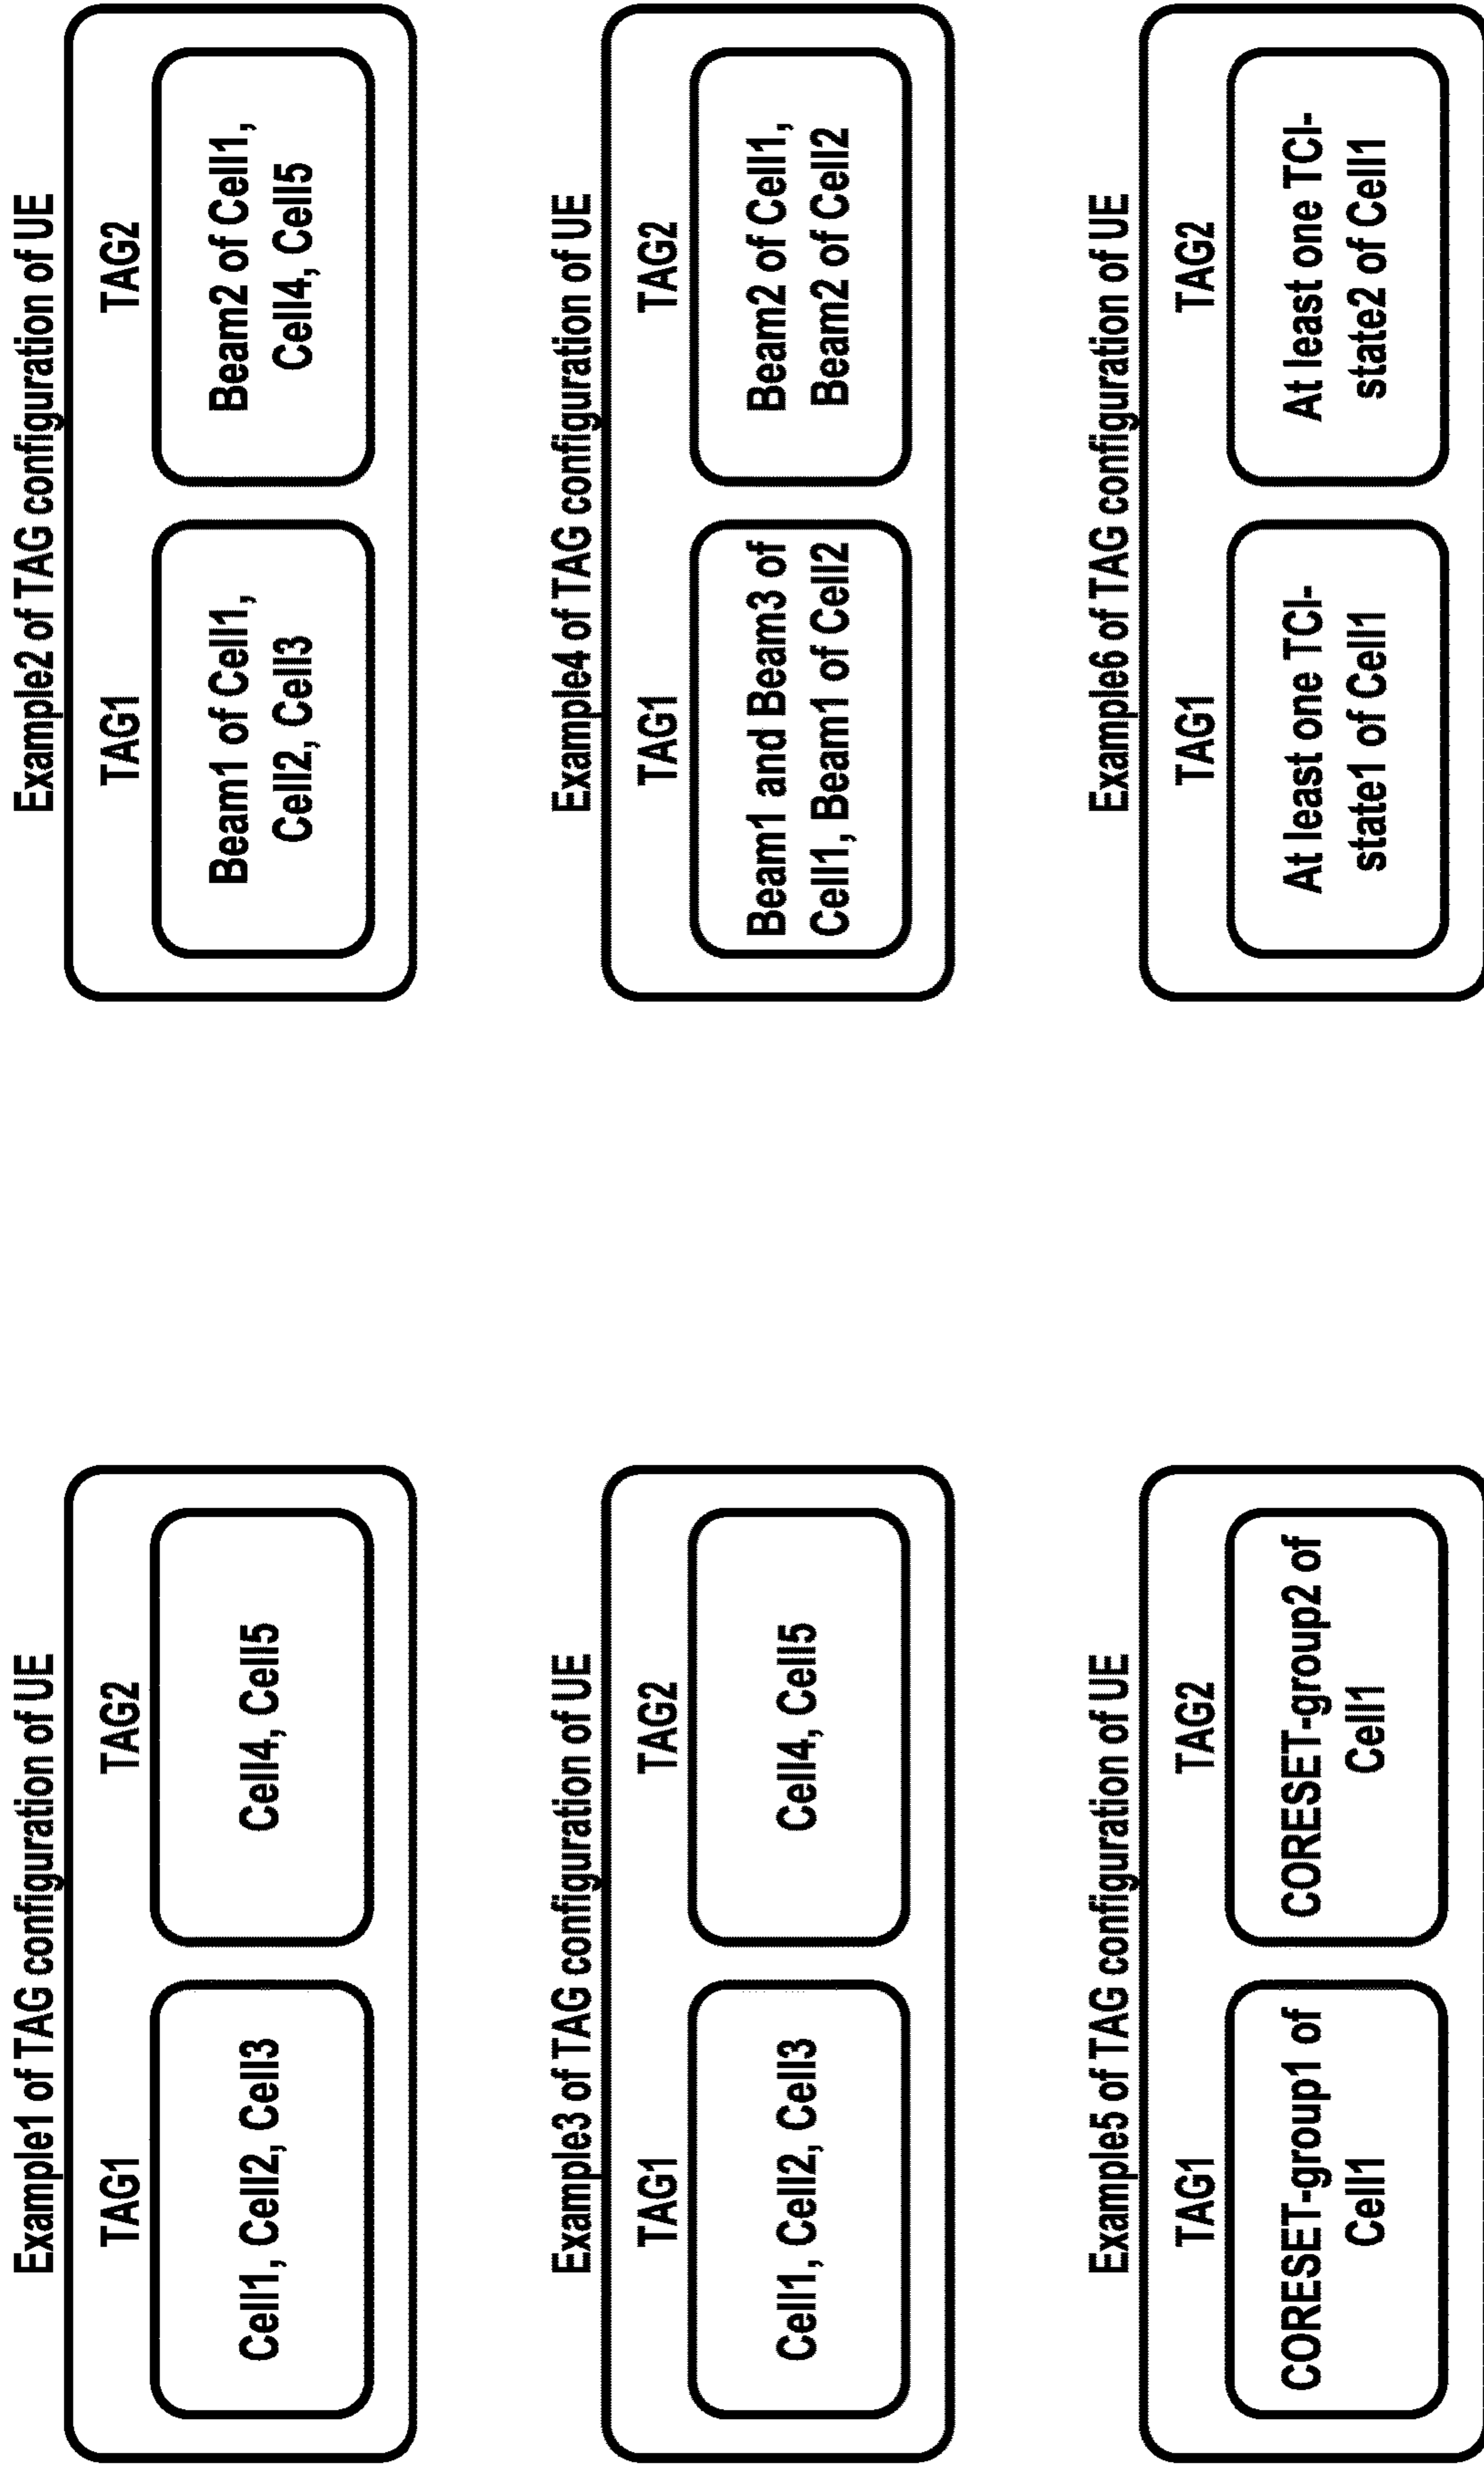 Example1 of TAG configuration of UE
TAG1
TAG2
Cell1, Cell2, Cell3
Cell4, Cell5
Example2 of TAG configuration of UE
TAG1
TAG2
Beam1 of Cell1,
Cell2, Cell3
Beam2 of Cell1,
Cell4, Cell5
Example3 of TAG configuration of UE
TAG1
TAG2
Cell1, Cell2, Cell3
Cell4, Cell5
Example4 of TAG configuration of UE
TAG1
TAG2
Beam1 and Beam3 of
Cell1, Beam1 of Cell2
Beam2 of Cell1,
Beam2 of Cell2
Example5 of TAG configuration of UE
TAG1
TAG2
CORESET-group1 of
Cell1
CORESET-group2 of
Cell1
Example6 of TAG configuration of UE
TAG1
TAG2
At least one TCI-
state1 of Cell1
At least one TCI-
state2 of Cell1